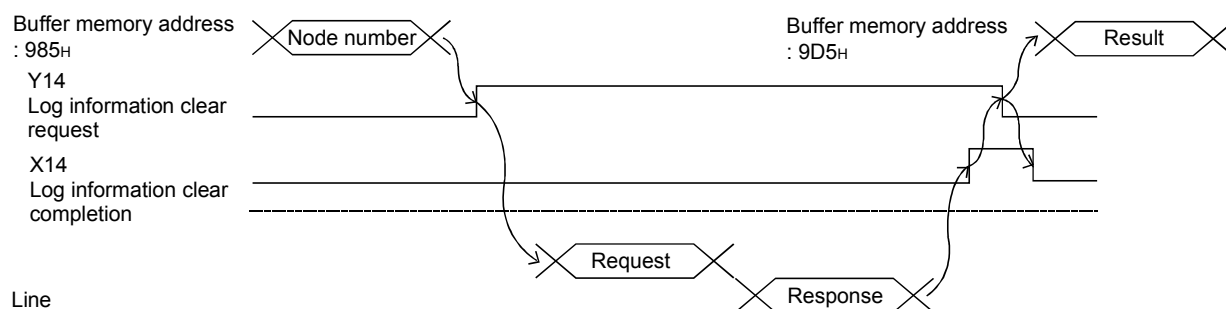 Buffer memory address
: 985H
Node number
Buffer memory address
: 9D5H
Result
Y14
Log information clear
request
X14
Log information clear
completion
Request
Line
Response